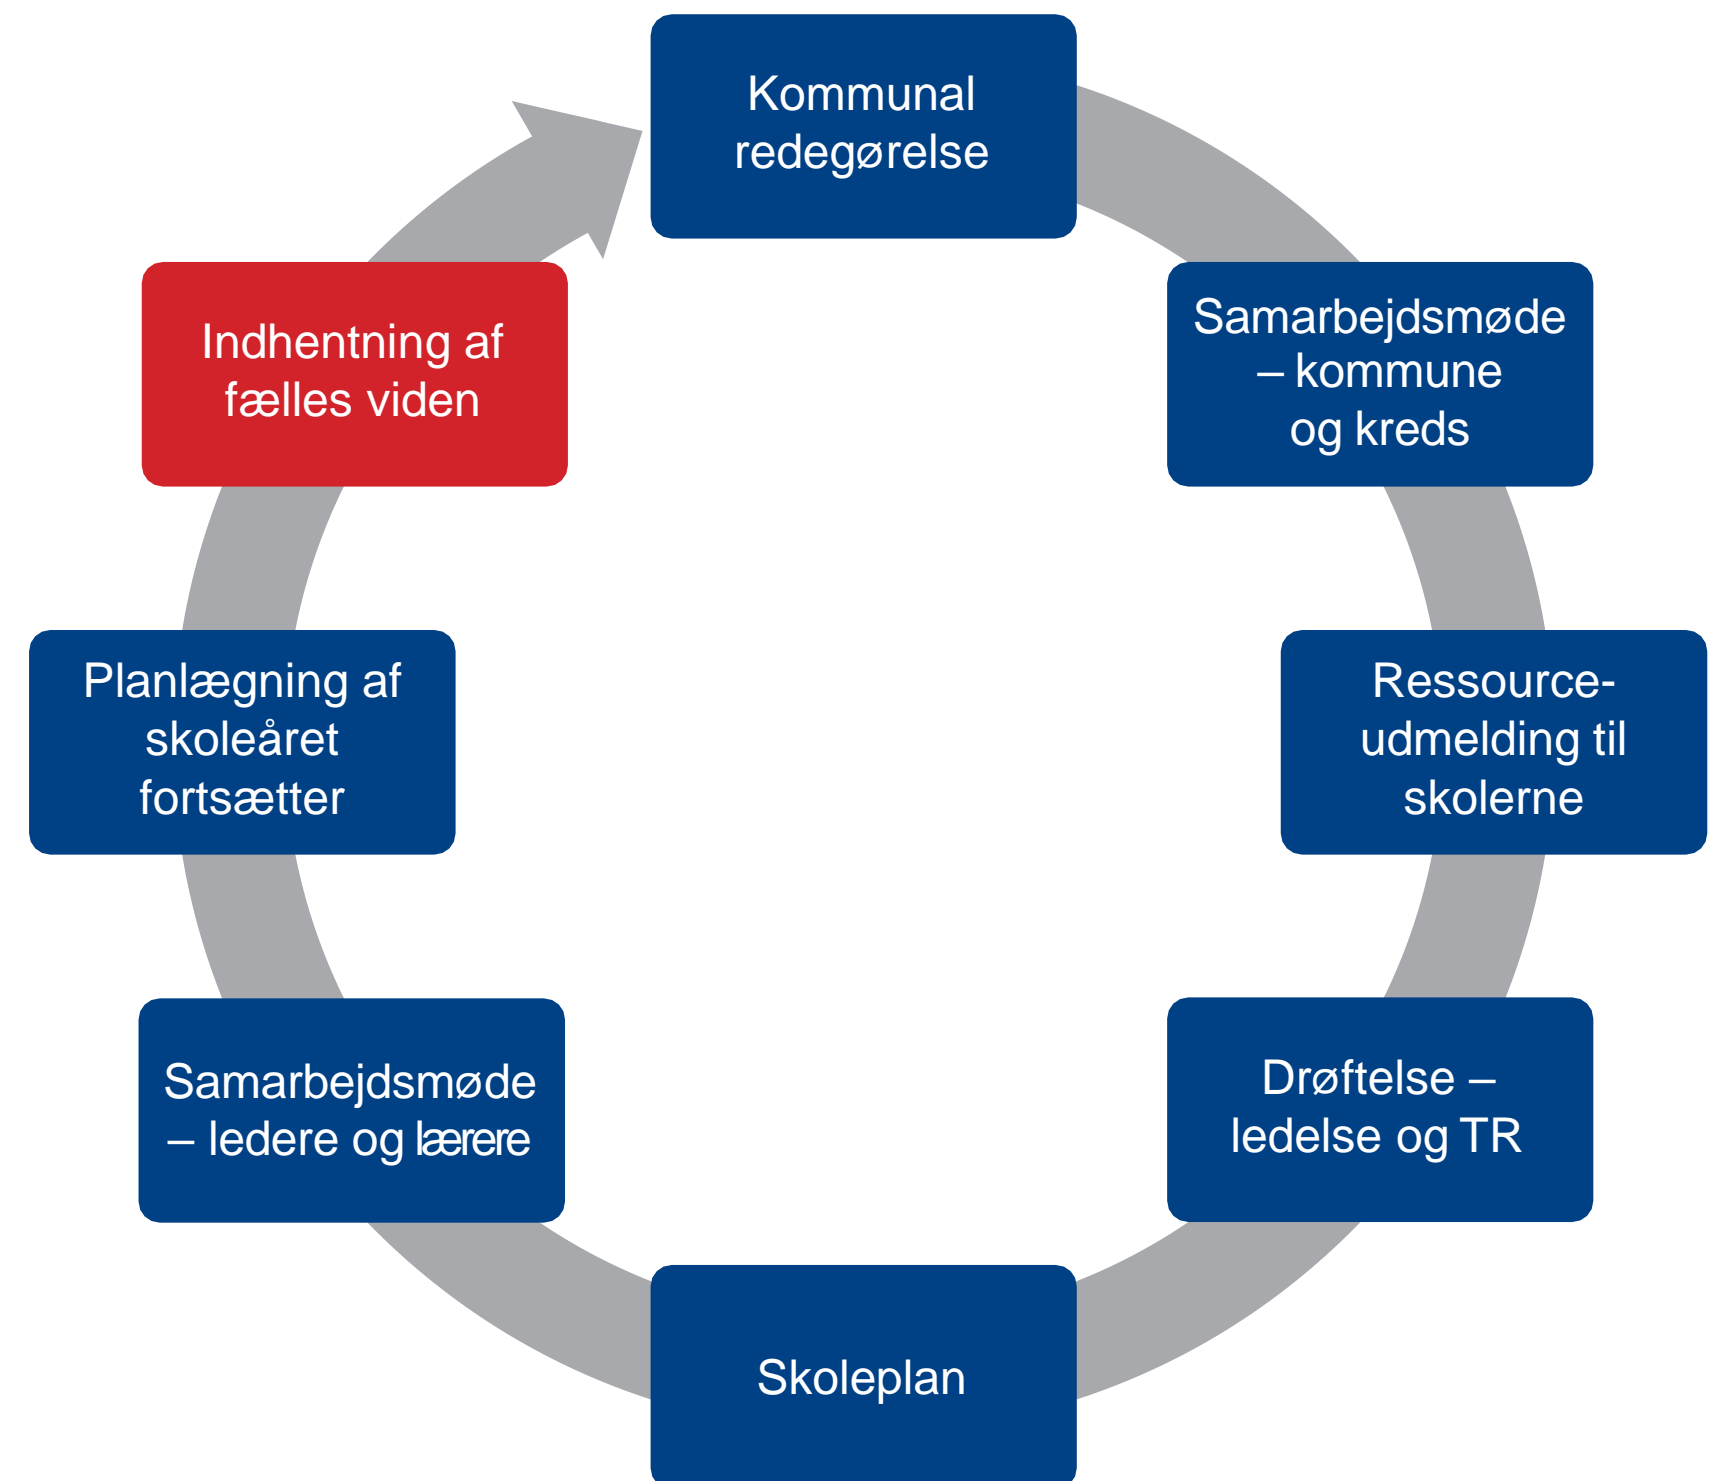 Kommunal
redegørelse
Samarbejdsmøde
– kommune
og kreds
Ressource-
udmelding til
skolerne
Drøftelse –
ledelse og TR
Skoleplan
Samarbejdsmøde
– ledere og lærere
Planlægning af
skoleåret
fortsætter
Indhentning af
fælles viden